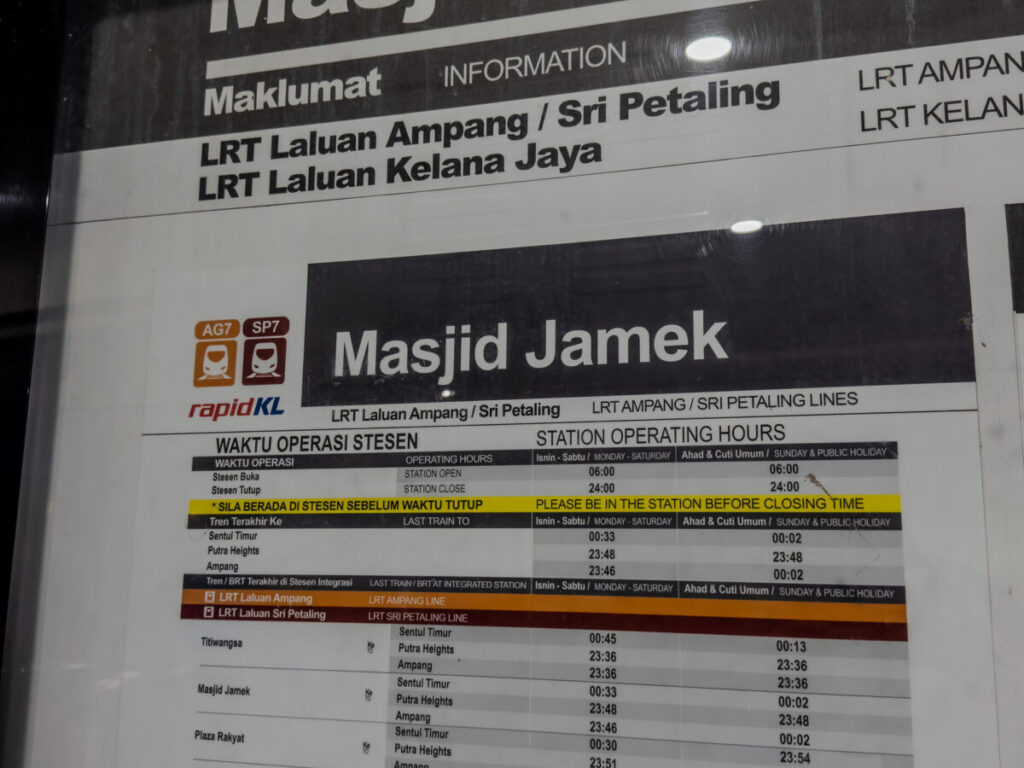 Masj
Maklumat INFORMATION
LRT Laluan Ampang / Sri Petaling LRT AMPAN
LRT Laluan Kelana Jaya LRT KELAN
AG7 SP7
Masjid Jamek
rapidKL
LRT Laluan Ampang / Sri Petaling LRT AMPANG / SRI PETALING LINES
WAKTU OPERASI STESEN STATION OPERATING HOURS
WAKTU OPERASI OPERATING HOURS Isnin - Sabtu / MONDAY - SATURDAY Ahad & Cuti Umum / SUNDAY & PUBLIC HOLIDAY
Stesen Buka STATION OPEN 06:00 06:00
Stesen Tutup STATION CLOSE 24:00 24:00
* SILA BERADA DI STESEN SEBELUM WAKTU TUTUP PLEASE BE IN THE STATION BEFORE CLOSING TIME
Tren Terakhir Ke LAST TRAIN TO Isnin - Sabtu / MONDAY - SATURDAY Ahad & Cuti Umum / SUNDAY & PUBLIC HOLIDAY
Sentul Timur 00:33 00:02
Putra Heights 23:48 23:48
Ampang 23:46 00:02
Tren / BRT Terakhir di Stesen Integrasi LAST TRAIN / BRT AT INTEGRATED STATION Isnin - Sabtu / MONDAY - SATURDAY Ahad & Cuti Umum / SUNDAY & PUBLIC HOLIDAY
LRT Laluan Ampang LRT AMPANG LINE
LRT Laluan Sri Petaling LRT SRI PETALING LINE
Titiwangsa Sentul Timur 00:45 00:13
Putra Heights 23:36 23:36
Ampang 23:36 23:36
Masjid Jamek Sentul Timur 00:33 00:02
Putra Heights 23:48 23:48
Ampang 23:46 00:02
Plaza Rakyat Sentul Timur 00:30 23:54
Putra Heights 23:51
Ampang